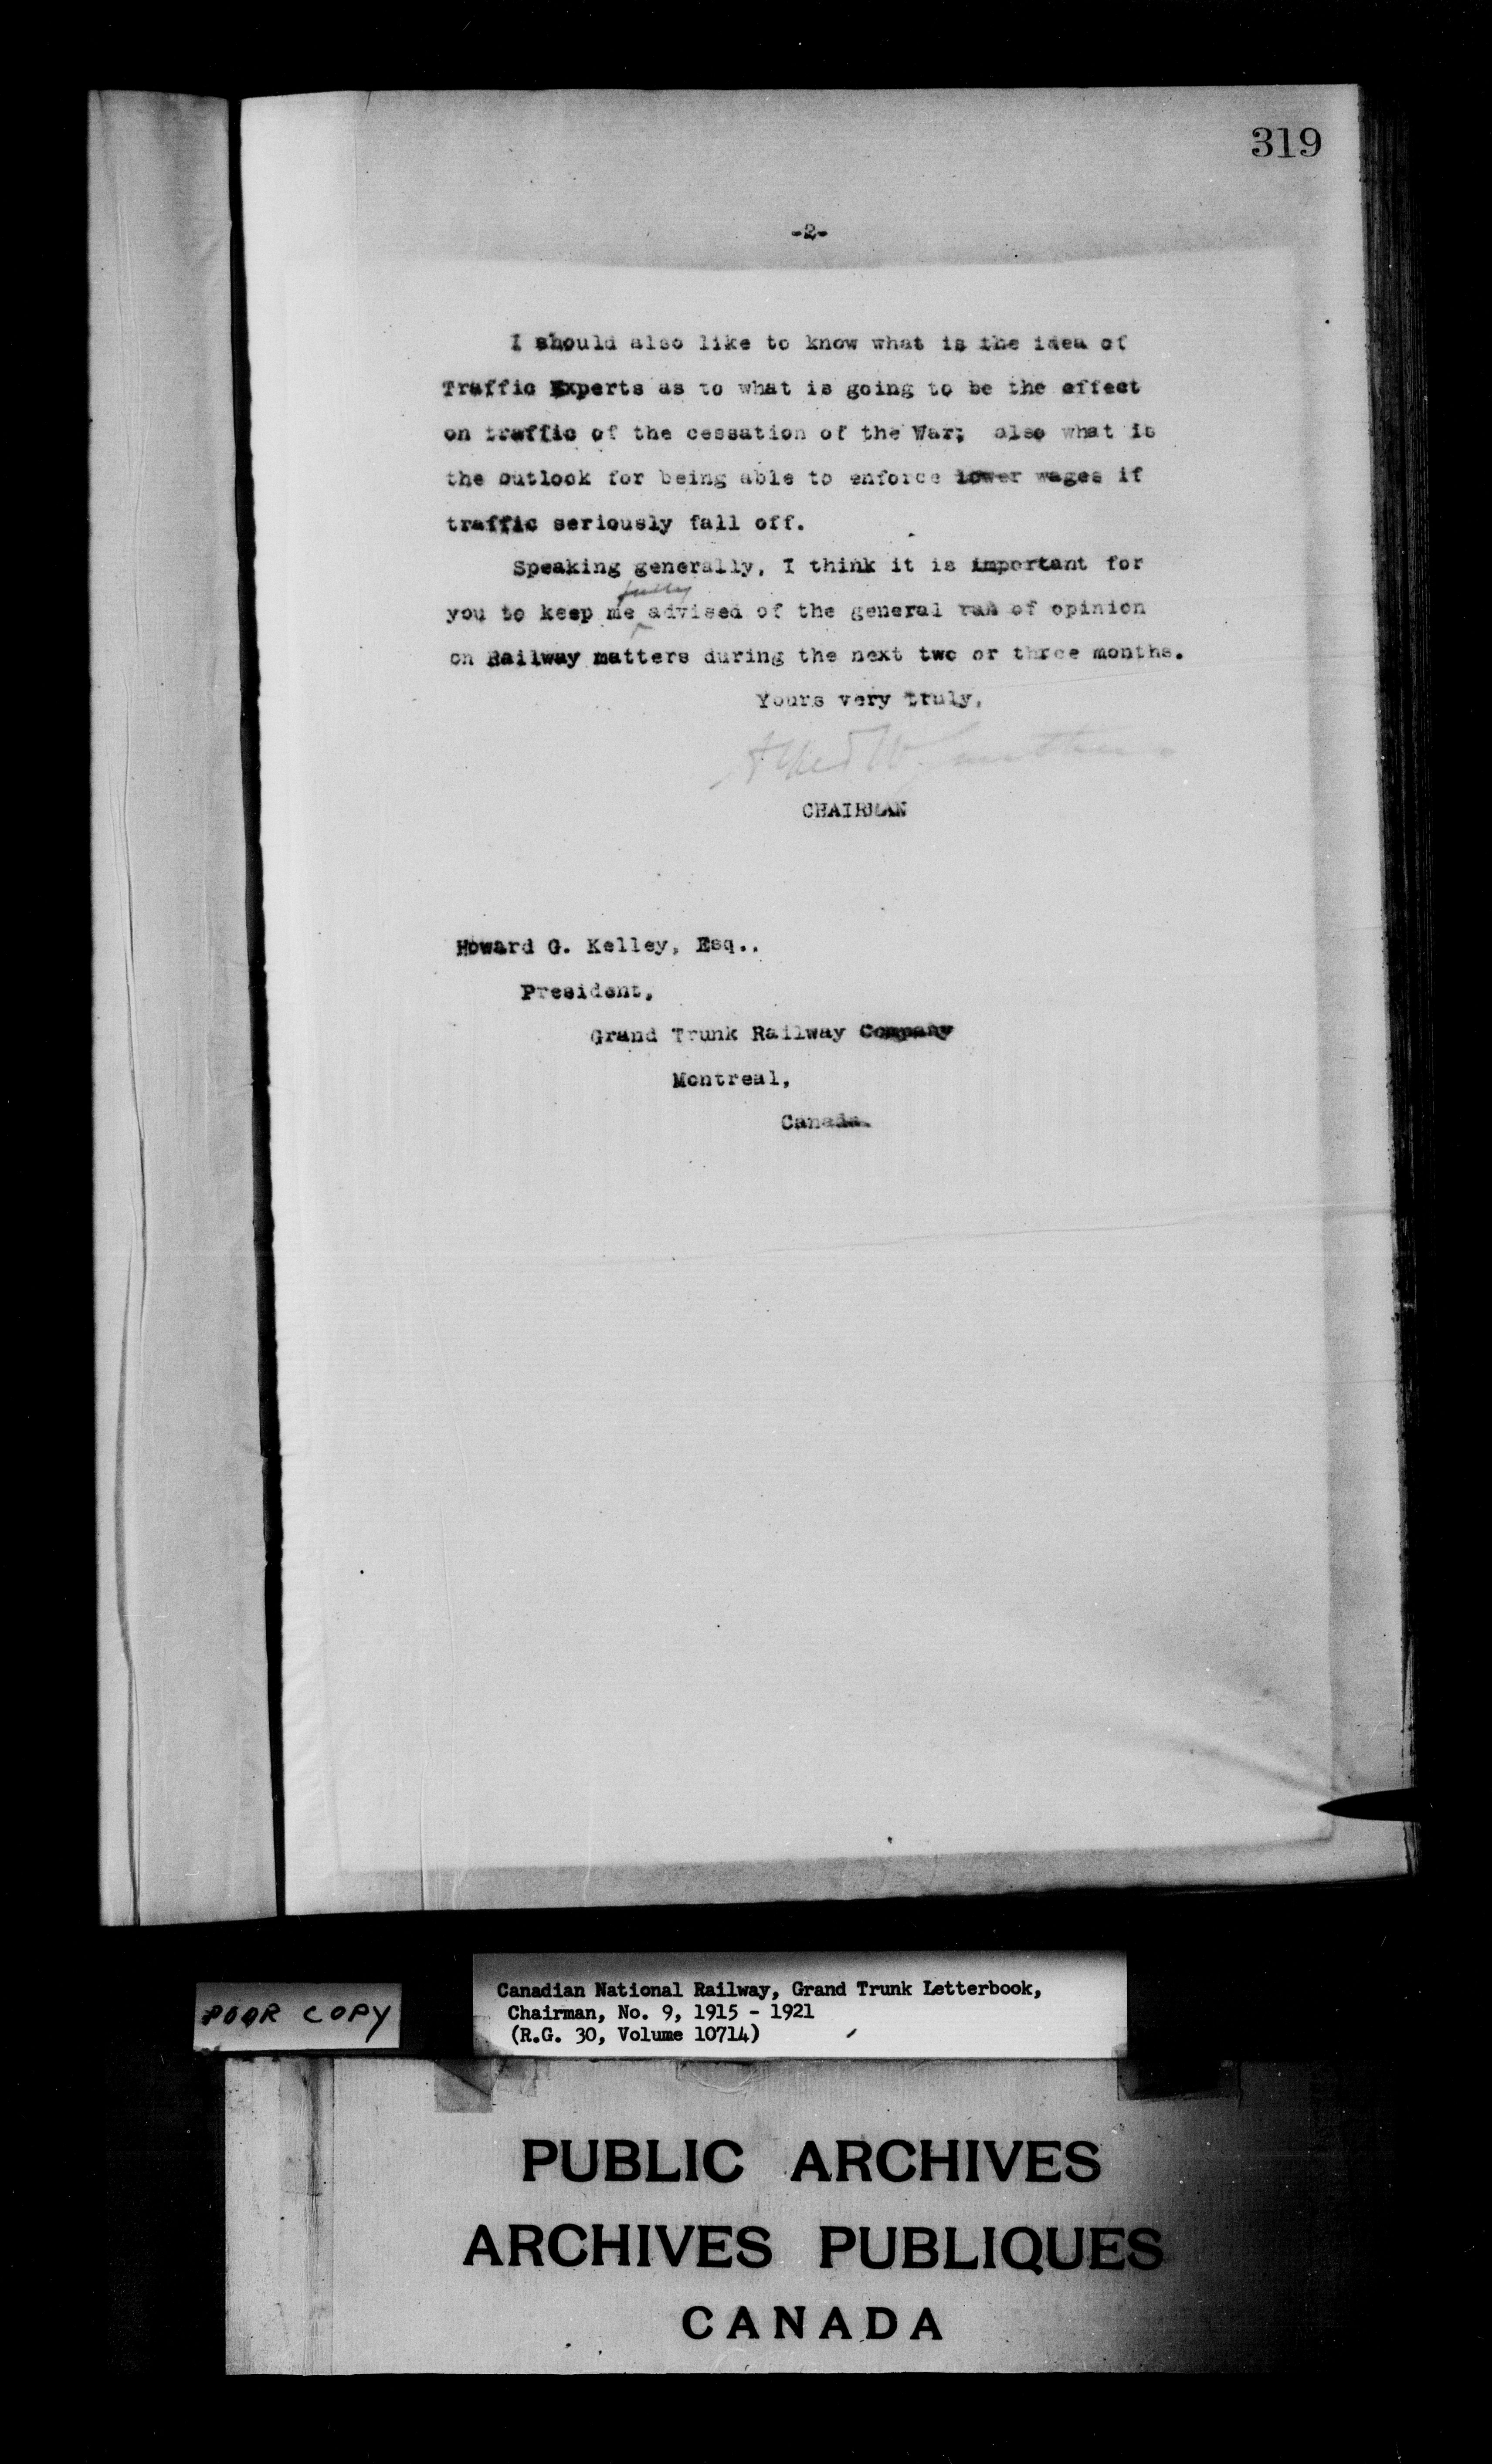 319
-2-
I should also like to know what is the idea of
Traffic Experts as to what is going to be the effect
on traffic of the cessation of the War; also what is
the outlook for being able to enforce lower wages if
traffic seriously fall off.
Speaking generally, I think it is important for
fully
you to keep me advised of the general run of opinion
on Railway matters during the next two or three months.
Yours very truly,
Alfred W Smithers
CHAIRMAN
Howard G. Kelley, Esq..
President,
Grand Trunk Railway Company
Montreal,
Canada.
POOR COPY
Canadian National Railway, Grand Trunk Letterbook,
Chairman, No. 9, 1915 - 1921
(R.G. 30, Volume 10714)
PUBLIC ARCHIVES
ARCHIVES PUBLIQUES
CANADA